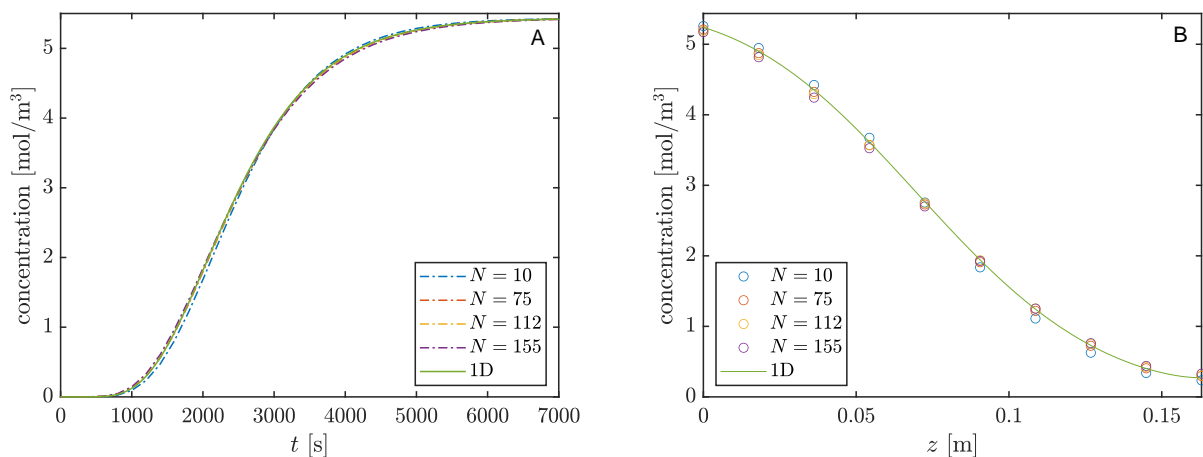 A
concentration [mol/m³]
5
4
3
2
1
0
N = 10
N = 75
N = 112
N = 155
1D
0 1000 2000 3000 4000 5000 6000 7000
t [s]
B
concentration [mol/m³]
5
4
3
2
1
0
N = 10
N = 75
N = 112
N = 155
1D
0 0.05 0.1 0.15
z [m]